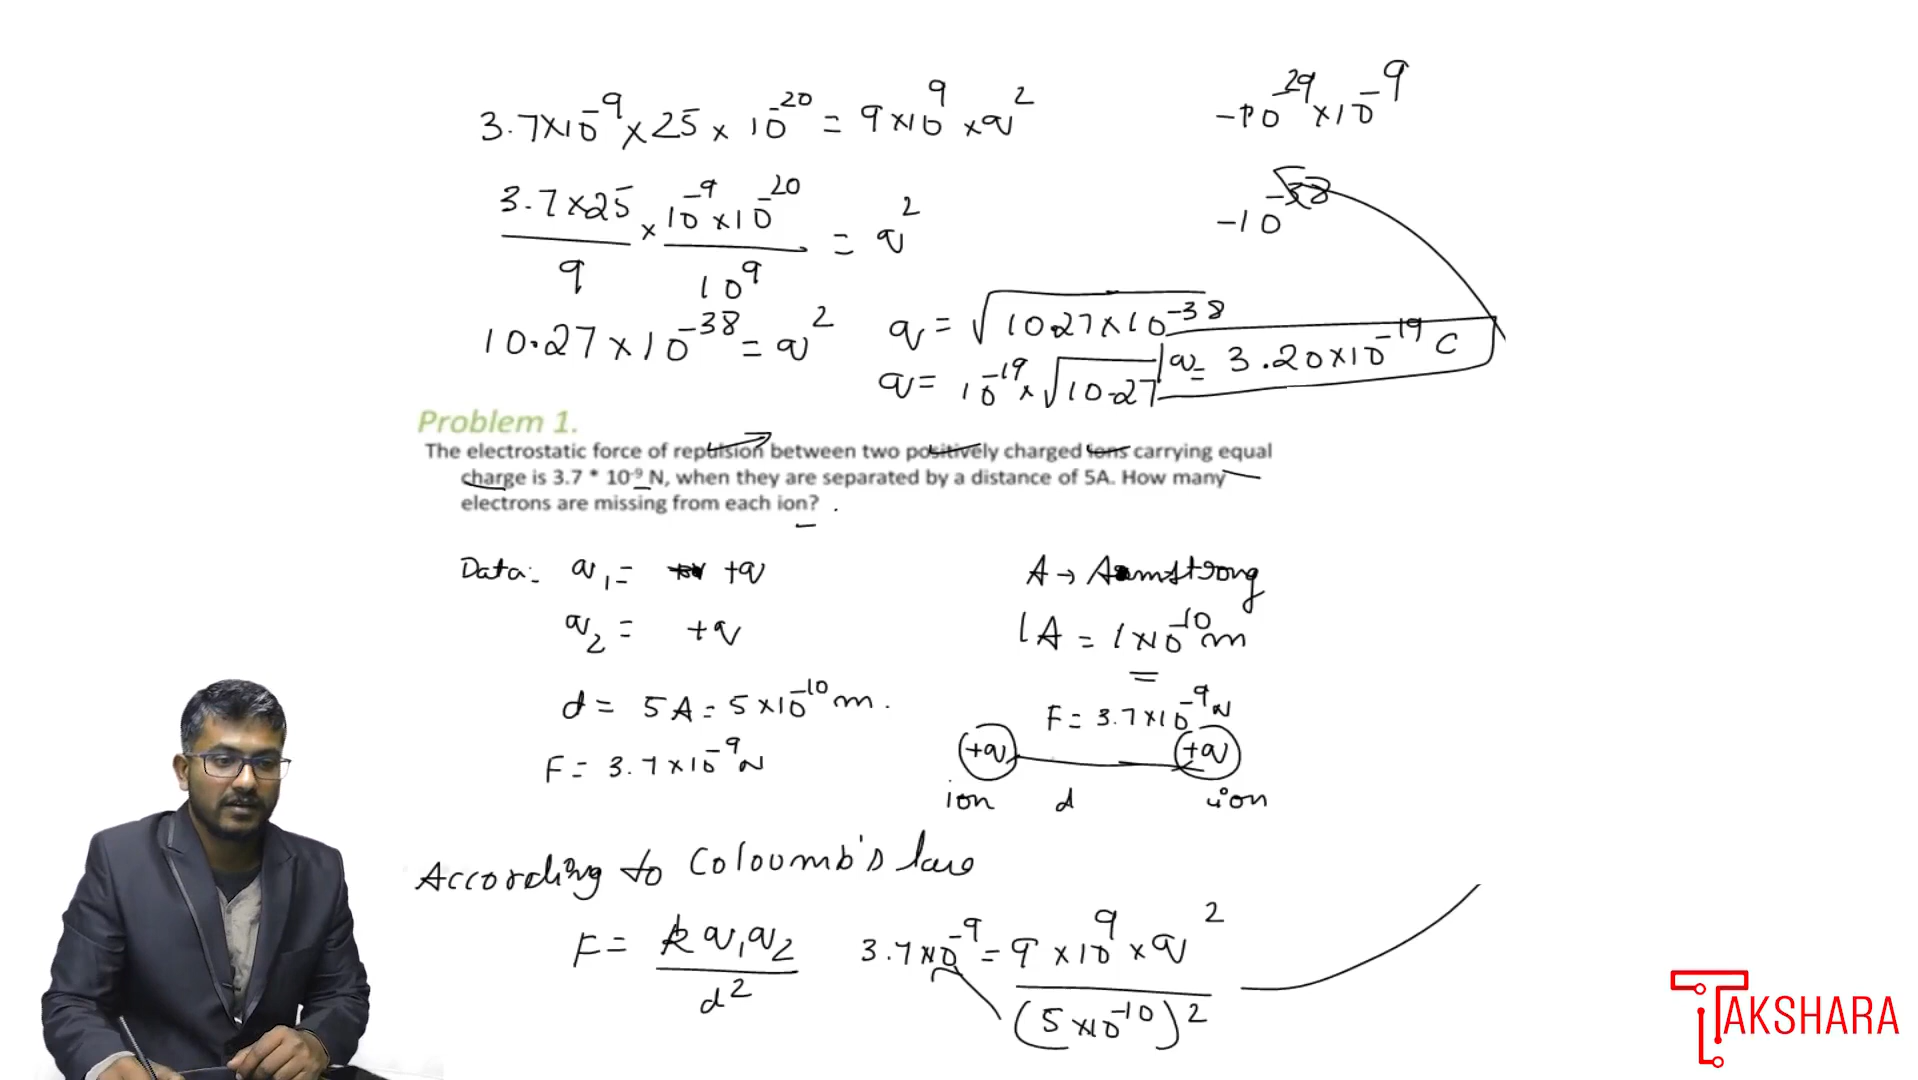 3.7×10⁻⁹ × 25 × 10⁻²⁰ = 9×10⁹ × q²
-10²⁹ × 10⁻⁹
3.7×25 / 9 × 10⁻⁹ × 10⁻²⁰ / 10⁹ = q²
-10⁻³⁸
10.27 × 10⁻³⁸ = q²
q = √10.27×10⁻³⁸
q = 10⁻¹⁹ × √10.27
q = 3.20×10⁻¹⁹ C
Problem 1.
The electrostatic force of repulsion between two positively charged ions carrying equal
charge is 3.7 * 10⁻⁹ N, when they are separated by a distance of 5A. How many
electrons are missing from each ion?
Data:- q₁ = +q
A → Amstrong
q₂ = +q
1A = 1×10⁻¹⁰ m
d = 5A = 5×10⁻¹⁰ m.
F = 3.7×10⁻⁹ N
F = 3.7×10⁻⁹ N
+q +q
ion d ion
According to Coloumb's law
F = k q₁q₂ / d²
3.7×10⁻⁹ = 9×10⁹ × q² / (5×10⁻¹⁰)²
TAKSHARA